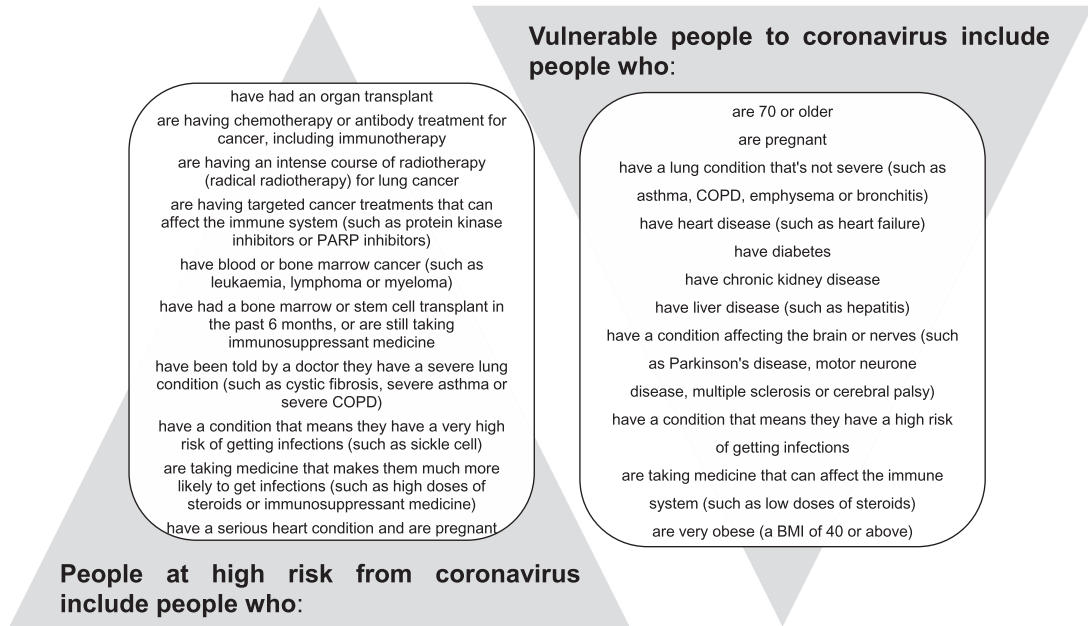 have had an organ transplant
are having chemotherapy or antibody treatment for
cancer, including immunotherapy
are having an intense course of radiotherapy
(radical radiotherapy) for lung cancer
are having targeted cancer treatments that can
affect the immune system (such as protein kinase
inhibitors or PARP inhibitors)
have blood or bone marrow cancer (such as
leukaemia, lymphoma or myeloma)
have had a bone marrow or stem cell transplant in
the past 6 months, or are still taking
immunosuppressant medicine
have been told by a doctor they have a severe lung
condition (such as cystic fibrosis, severe asthma or
severe COPD)
have a condition that means they have a very high
risk of getting infections (such as sickle cell)
are taking medicine that makes them much more
likely to get infections (such as high doses of
steroids or immunosuppressant medicine)
have a serious heart condition and are pregnant
People at high risk from coronavirus
include people who:
Vulnerable people to coronavirus include
people who:
are 70 or older
are pregnant
have a lung condition that's not severe (such as
asthma, COPD, emphysema or bronchitis)
have heart disease (such as heart failure)
have diabetes
have chronic kidney disease
have liver disease (such as hepatitis)
have a condition affecting the brain or nerves (such
as Parkinson's disease, motor neurone
disease, multiple sclerosis or cerebral palsy)
have a condition that means they have a high risk
of getting infections
are taking medicine that can affect the immune
system (such as low doses of steroids)
are very obese (a BMI of 40 or above)